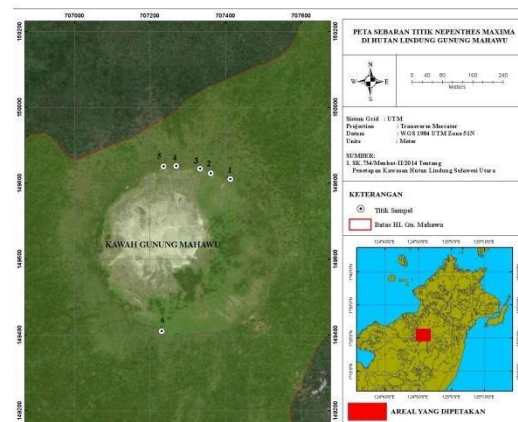 707000 707200 707400 707600
PETA SEBARAN TITIK NEPENTHES MAXIMA
DI HUTAN LINDUNG GUNUNG MAHAWU
N
W E
S
0 40 80 160 240
Meters
Sistem Grid : UTM
Projection : Transverse Mercator
Datum : WGS 1984 UTM Zone 51N
Units : Meter
SUMBER:
1. SK.734/Menhut-II/2014 Tentang
Penetapan Kawasan Hutan Lindung Sulawesi Utara
KETERANGAN
Titik Sampel
Batas HL Gn. Mahawu
5 4 3 2 1
KAWAH GUNUNG MAHAWU
6
149400
149200
AREAL YANG DIPETAKAN